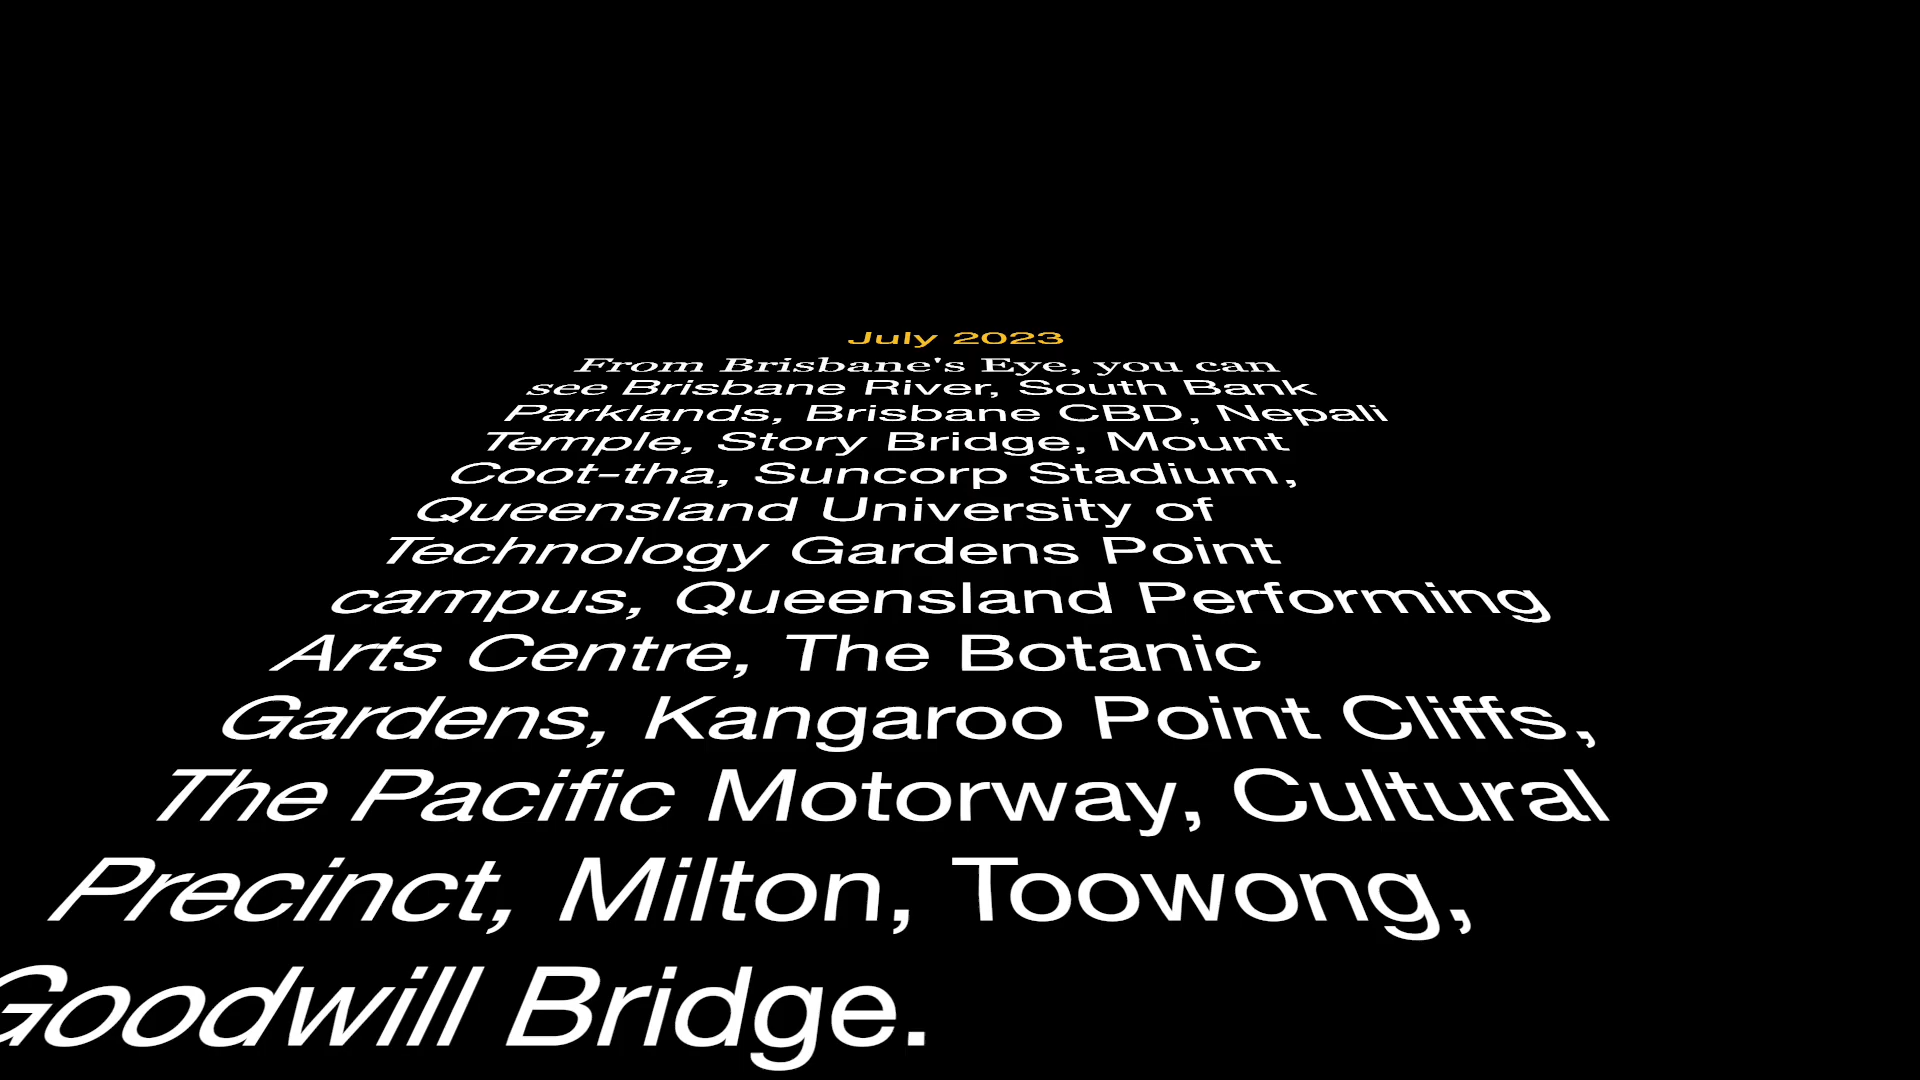 July 2023
From Brisbane's Eye, you can
see Brisbane River, South Bank
Parklands, Brisbane CBD, Nepali
Temple, Story Bridge, Mount
Coot-tha, Suncorp Stadium,
Queensland University of
Technology Gardens Point
campus, Queensland Performing
Arts Centre, The Botanic
Gardens, Kangaroo Point Cliffs,
The Pacific Motorway, Cultural
Precinct, Milton, Toowong,
Goodwill Bridge.